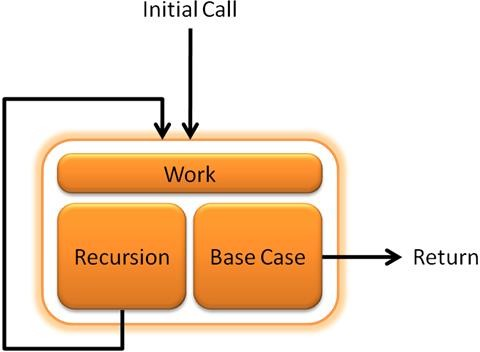 Initial Call
Work
Recursion
Base Case
Return